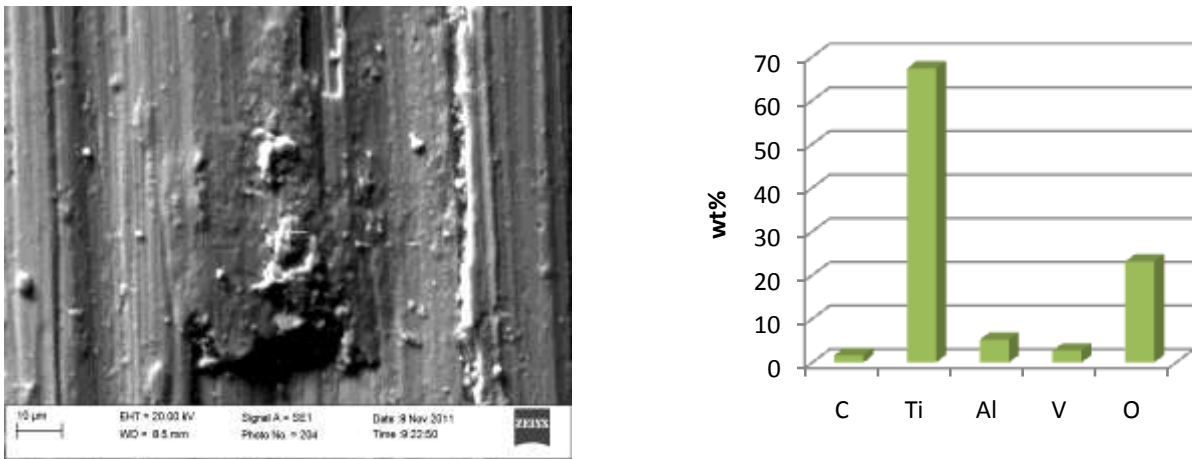 10 µm
EHT = 20.00 kV
Signal A = SE1
Date :9 Nov 2011
WD = 8.5 mm
Photo No. = 204
Time :9:22:50
ZEISS
wt%
70
60
50
40
30
20
10
0
C Ti Al V O